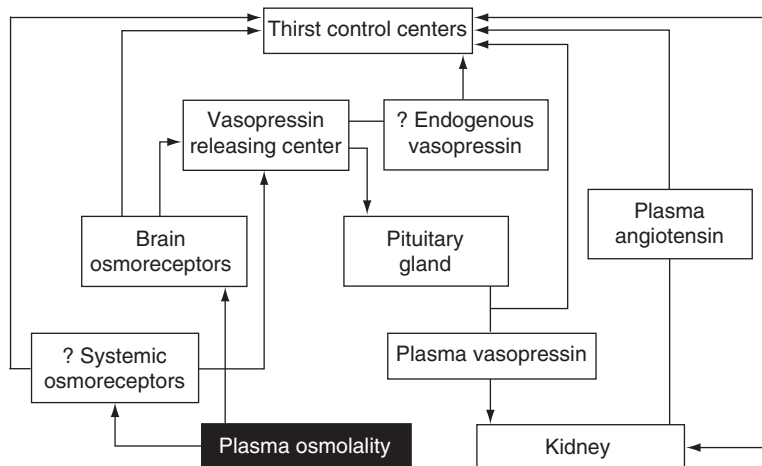 Thirst control centers
Vasopressin
releasing center
? Endogenous
vasopressin
Brain
osmoreceptors
Pituitary
gland
Plasma
angiotensin
? Systemic
osmoreceptors
Plasma vasopressin
Plasma osmolality
Kidney